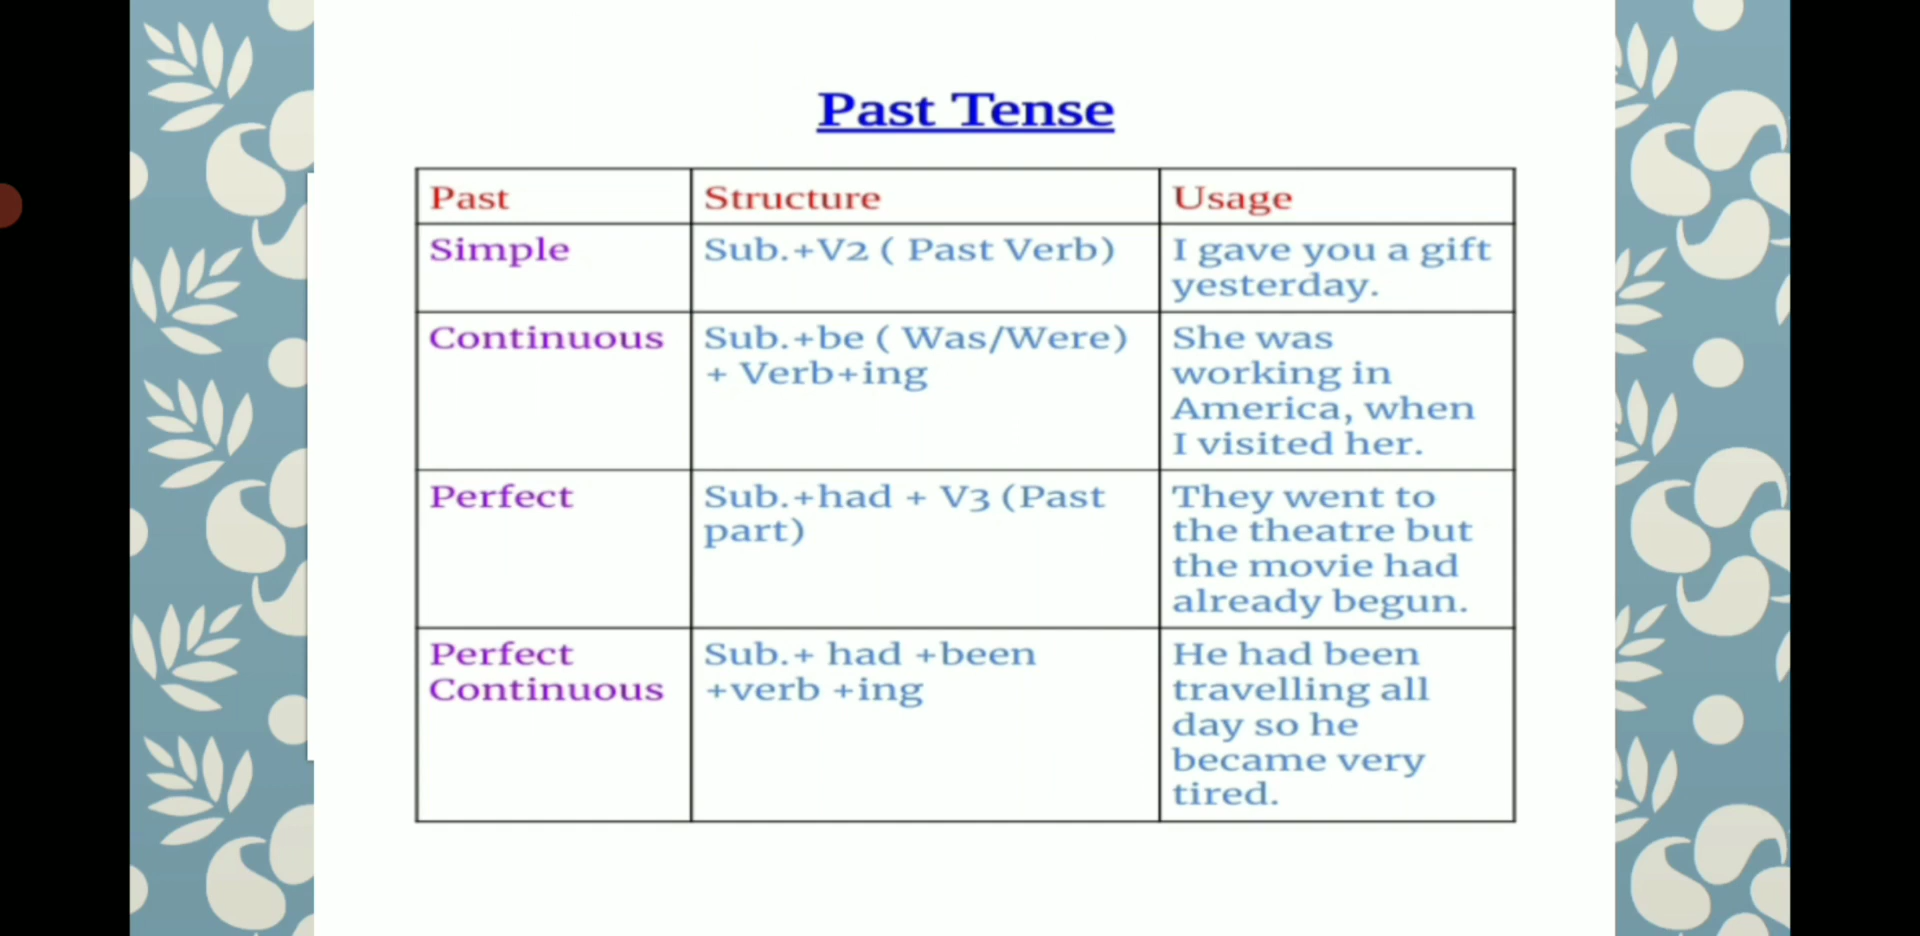 Past Tense
Past Structure Usage
Simple Sub.+V2 ( Past Verb) I gave you a gift
yesterday.
Continuous Sub.+be ( Was/Were) She was
+ Verb+ing working in
America, when
I visited her.
Perfect Sub.+had + V3 (Past They went to
part) the theatre but
the movie had
already begun.
Perfect Sub.+ had +been He had been
Continuous +verb +ing travelling all
day so he
became very
tired.